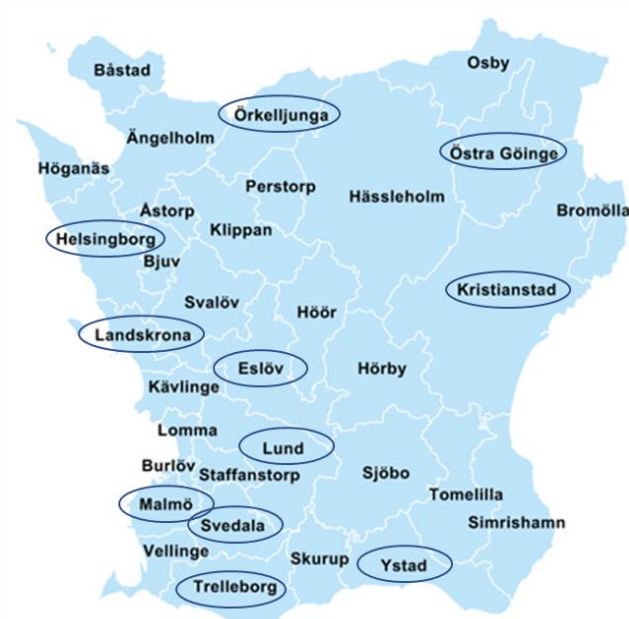 Båstad
Osby
Örkelljunga
Ängelholm
Östra Göinge
Höganäs
Perstorp
Hässleholm
Åstorp
Bromölla
Klippan
Helsingborg
Bjuv
Kristianstad
Svalöv
Höör
Landskrona
Eslöv
Hörby
Kävlinge
Lomma
Lund
Burlöv
Staffanstorp
Sjöbo
Tomelilla
Malmö
Svedala
Simrishamn
Vellinge
Skurup
Ystad
Trelleborg